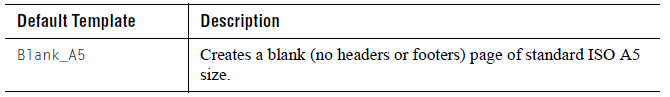 Default Template Description
Blank_A5 Creates a blank (no headers or footers) page of standard ISO A5
size.